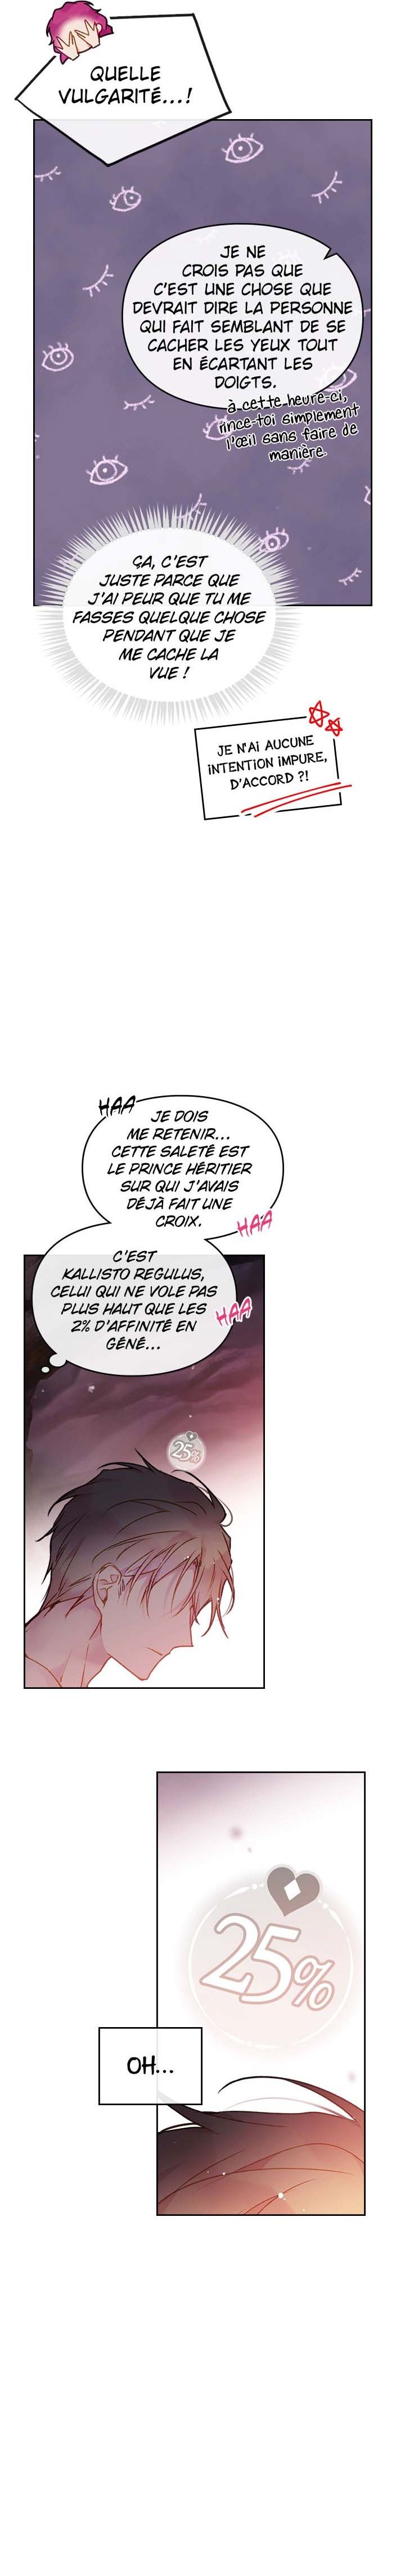 QUELLE
VULGARITÉ...!
JE NE
CROIS PAS QUE
C'EST UNE CHOSE QUE
DEVRAIT DIRE LA PERSONNE
QUI FAIT SEMBLANT DE SE
CACHER LES YEUX TOUT
EN ÉCARTANT LES
DOIGTS.
à cette heure-ci,
rince-toi simplement
l'œil sans faire de
manière.
ÇA, C'EST
JUSTE PARCE QUE
J'AI PEUR QUE TU ME
FASSES QUELQUE CHOSE
PENDANT QUE JE
ME CACHE LA
VUE !
JE N'AI AUCUNE
INTENTION IMPURE,
D'ACCORD ?!
HAA
JE DOIS
ME RETENIR...
CETTE SALETÉ EST
LE PRINCE HÉRITIER
SUR QUI J'AVAIS
DÉJÀ FAIT UNE
CROIX.
HAA
C'EST
KALLISTO REGULUS,
CELUI QUI NE VOLE PAS
PLUS HAUT QUE LES
2% D'AFFINITÉ EN
GÉNÉ...
HAA
25%
25%
OH...